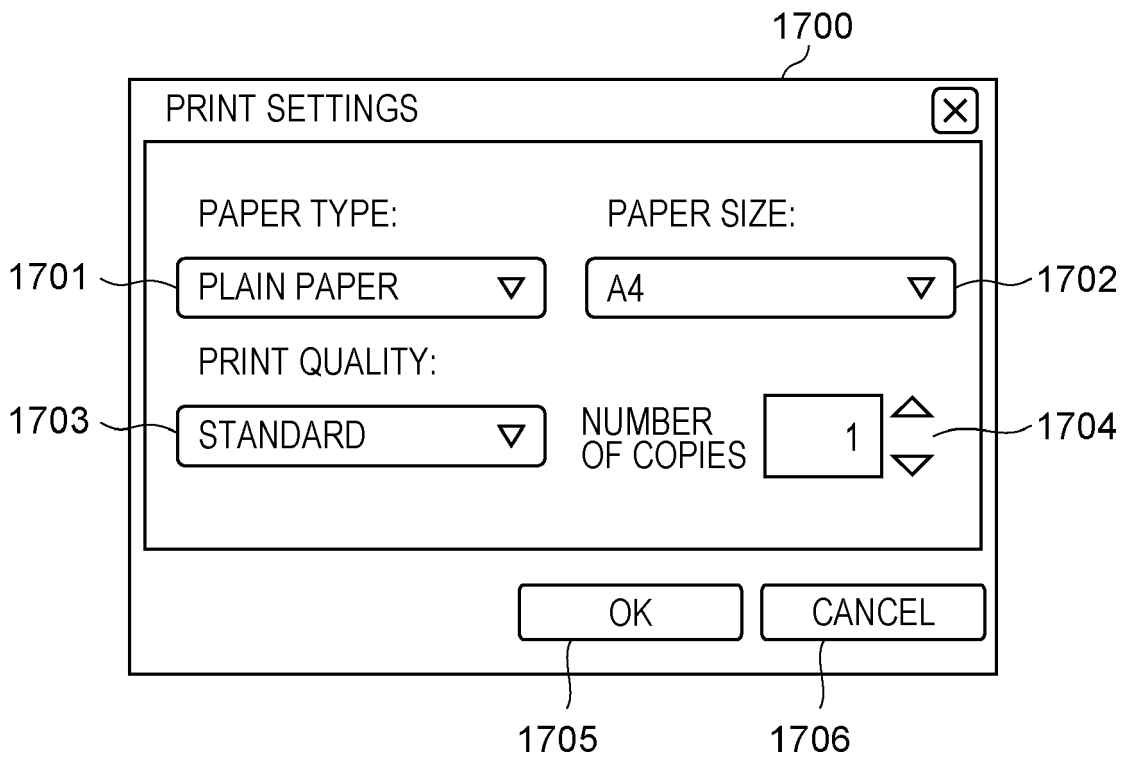 1700
PRINT SETTINGS
PAPER TYPE:
PAPER SIZE:
1701
PLAIN PAPER
A4
1702
PRINT QUALITY:
1703
STANDARD
NUMBER
OF COPIES
1
1704
OK
CANCEL
1705
1706